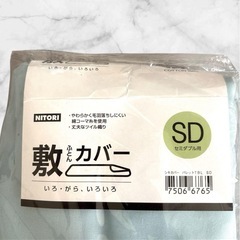 NITORI
・やわらかく毛羽落ちしにくい
綿コーマ糸を使用
・丈夫なツイル織り
SD
セミダブル用
敷ふとんカバー
いろ・がら、いろいろ
7506 6765